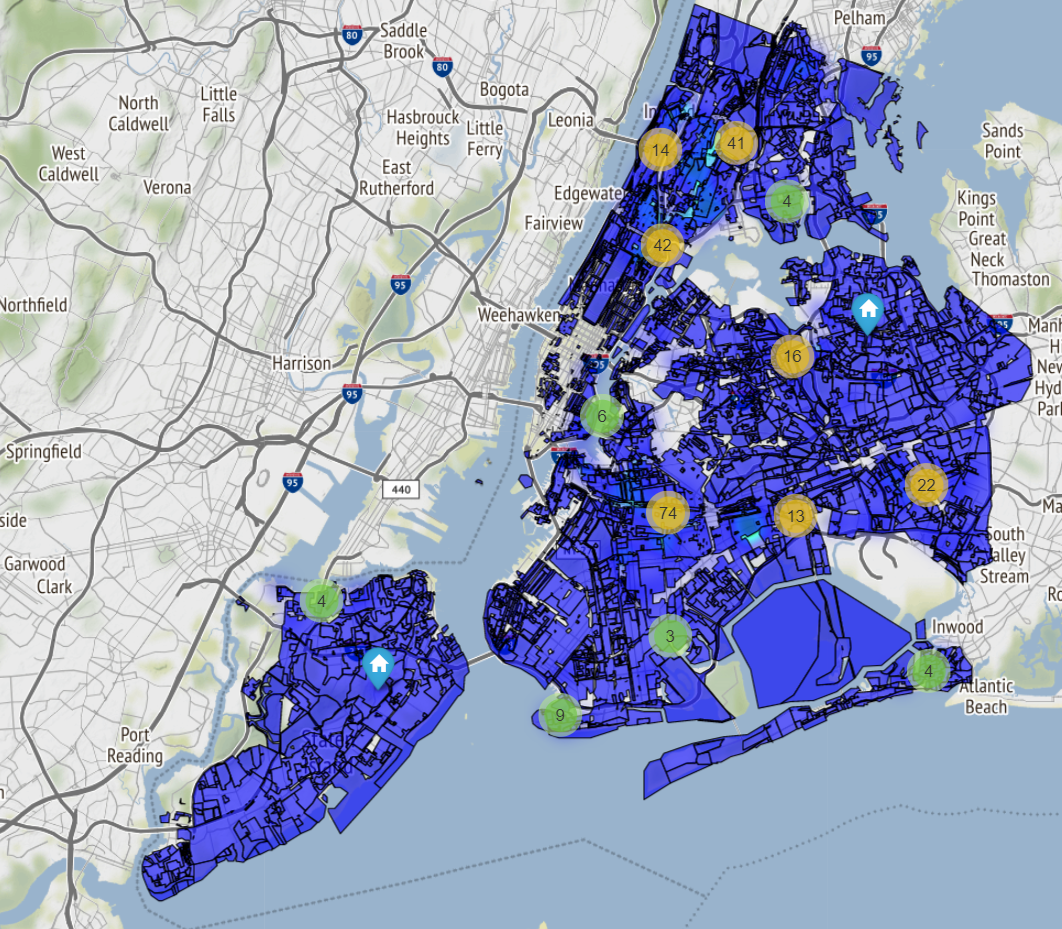 Pelham
80
Saddle
Brook
95
80
Little
Falls
Bogota
North
Caldwell
Hasbrouck
Heights
Leonia
Little
Ferry
Sands
Point
14
41
West
Caldwell
East
Rutherford
Verona
Edgewater
4
Kings
Point
Fairview
Great
Neck
42
Thomaston
95
Northfield
Weehawken
16
Harrison
95
6
Springfield
95
440
22
74
13
South
Valley
Stream
Garwood
Clark
4
Inwood
3
4
Atlantic
Beach
9
Port
Reading